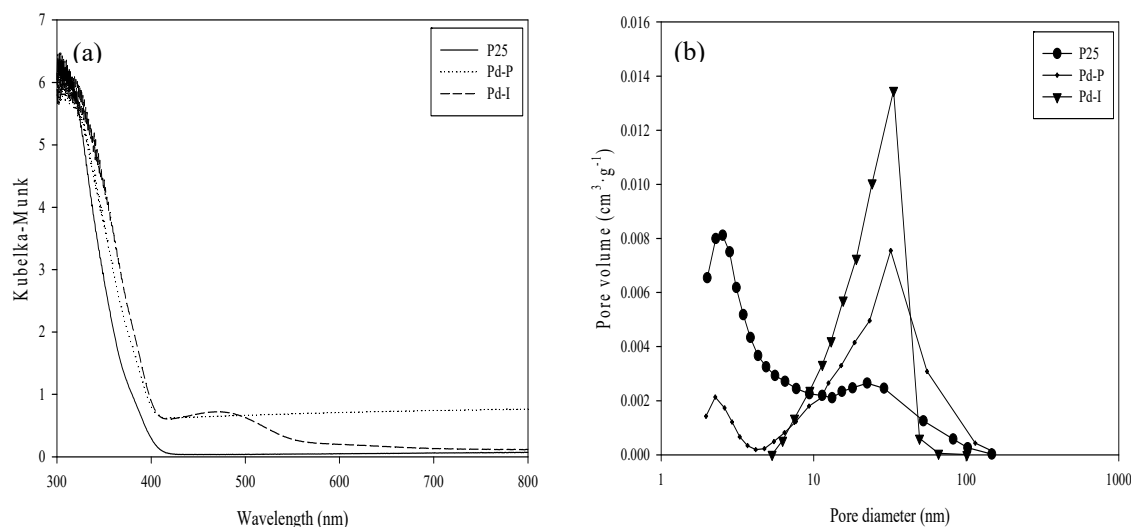 (a)
P25
Pd-P
Pd-I
7
6
5
4
3
2
1
0
300 400 500 600 700 800
Wavelength (nm)
Kubelka-Munk
(b)
P25
Pd-P
Pd-I
0.016
0.014
0.012
0.010
0.008
0.006
0.004
0.002
0.000
1 10 100 1000
Pore diameter (nm)
Pore volume (cm³·g⁻¹)